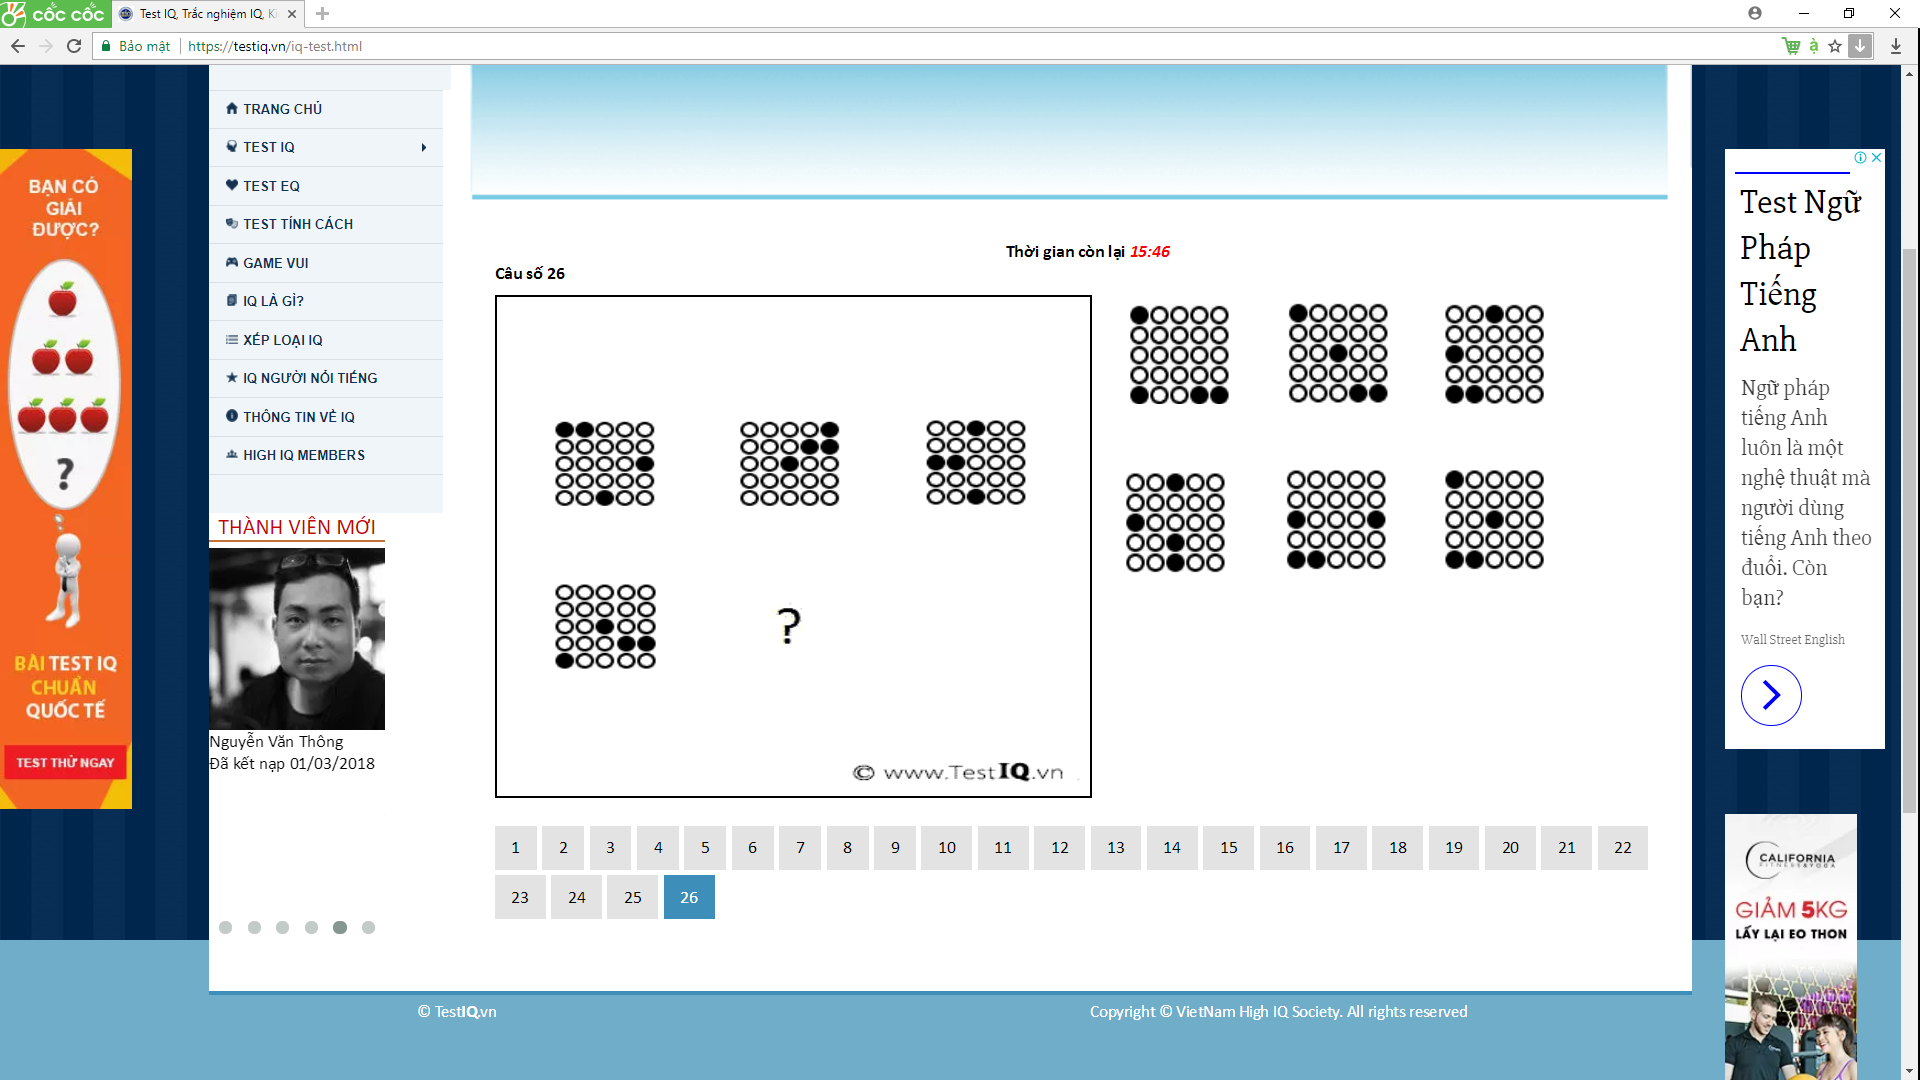 cốc cốc
Test IQ, Trắc nghiệm IQ, Ki
Bảo mật
https://testiq.vn/iq-test.html
TRANG CHỦ
TEST IQ
TEST EQ
TEST TÍNH CÁCH
GAME VUI
IQ LÀ GÌ?
XẾP LOẠI IQ
IQ NGƯỜI NỔI TIẾNG
THÔNG TIN VỀ IQ
HIGH IQ MEMBERS
THÀNH VIÊN MỚI
Nguyễn Văn Thông
Đã kết nạp 01/03/2018
BẠN CÓ
GIẢI
ĐƯỢC?
?
BÀI TEST IQ
CHUẨN
QUỐC TẾ
TEST THỬ NGAY
Thời gian còn lại 15:46
Câu số 26
?
© www.TestIQ.vn
1 2 3 4 5 6 7 8 9 10 11 12 13 14 15 16 17 18 19 20 21 22
23 24 25 26
Test Ngữ
Pháp
Tiếng
Anh
Ngữ pháp
tiếng Anh
luôn là một
nghệ thuật mà
người dùng
tiếng Anh theo
đuổi. Còn
bạn?
Wall Street English
CALIFORNIA
FITNESS & YOGA
GIẢM 5KG
LẤY LẠI EO THON
© TestIQ.vn
Copyright © VietNam High IQ Society. All rights reserved